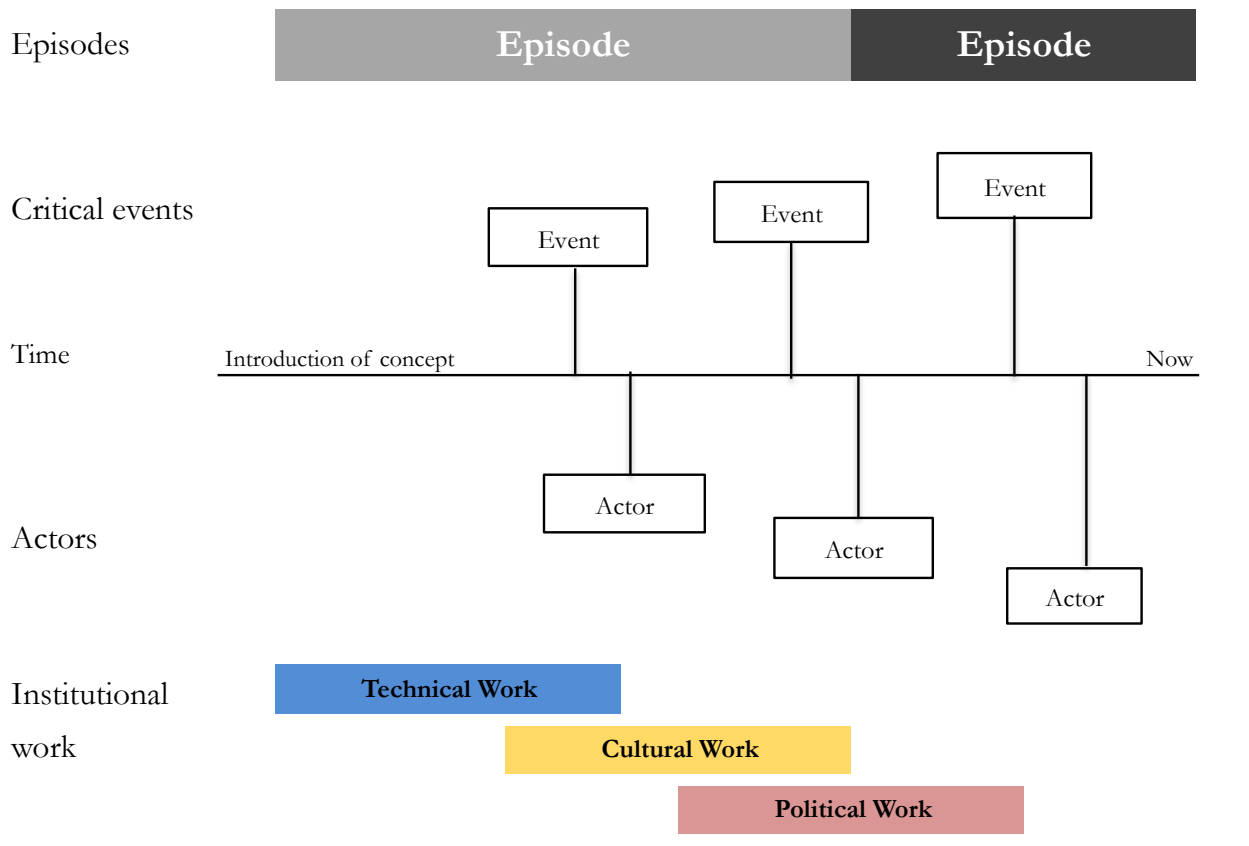 Episodes
Episode
Episode
Critical events
Event
Event
Event
Time
Introduction of concept
Now
Actors
Actor
Actor
Actor
Institutional
work
Technical Work
Cultural Work
Political Work